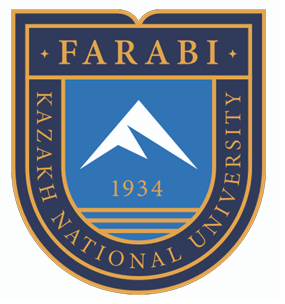 · FARABI ·
KAZAKH NATIONAL UNIVERSITY
1934